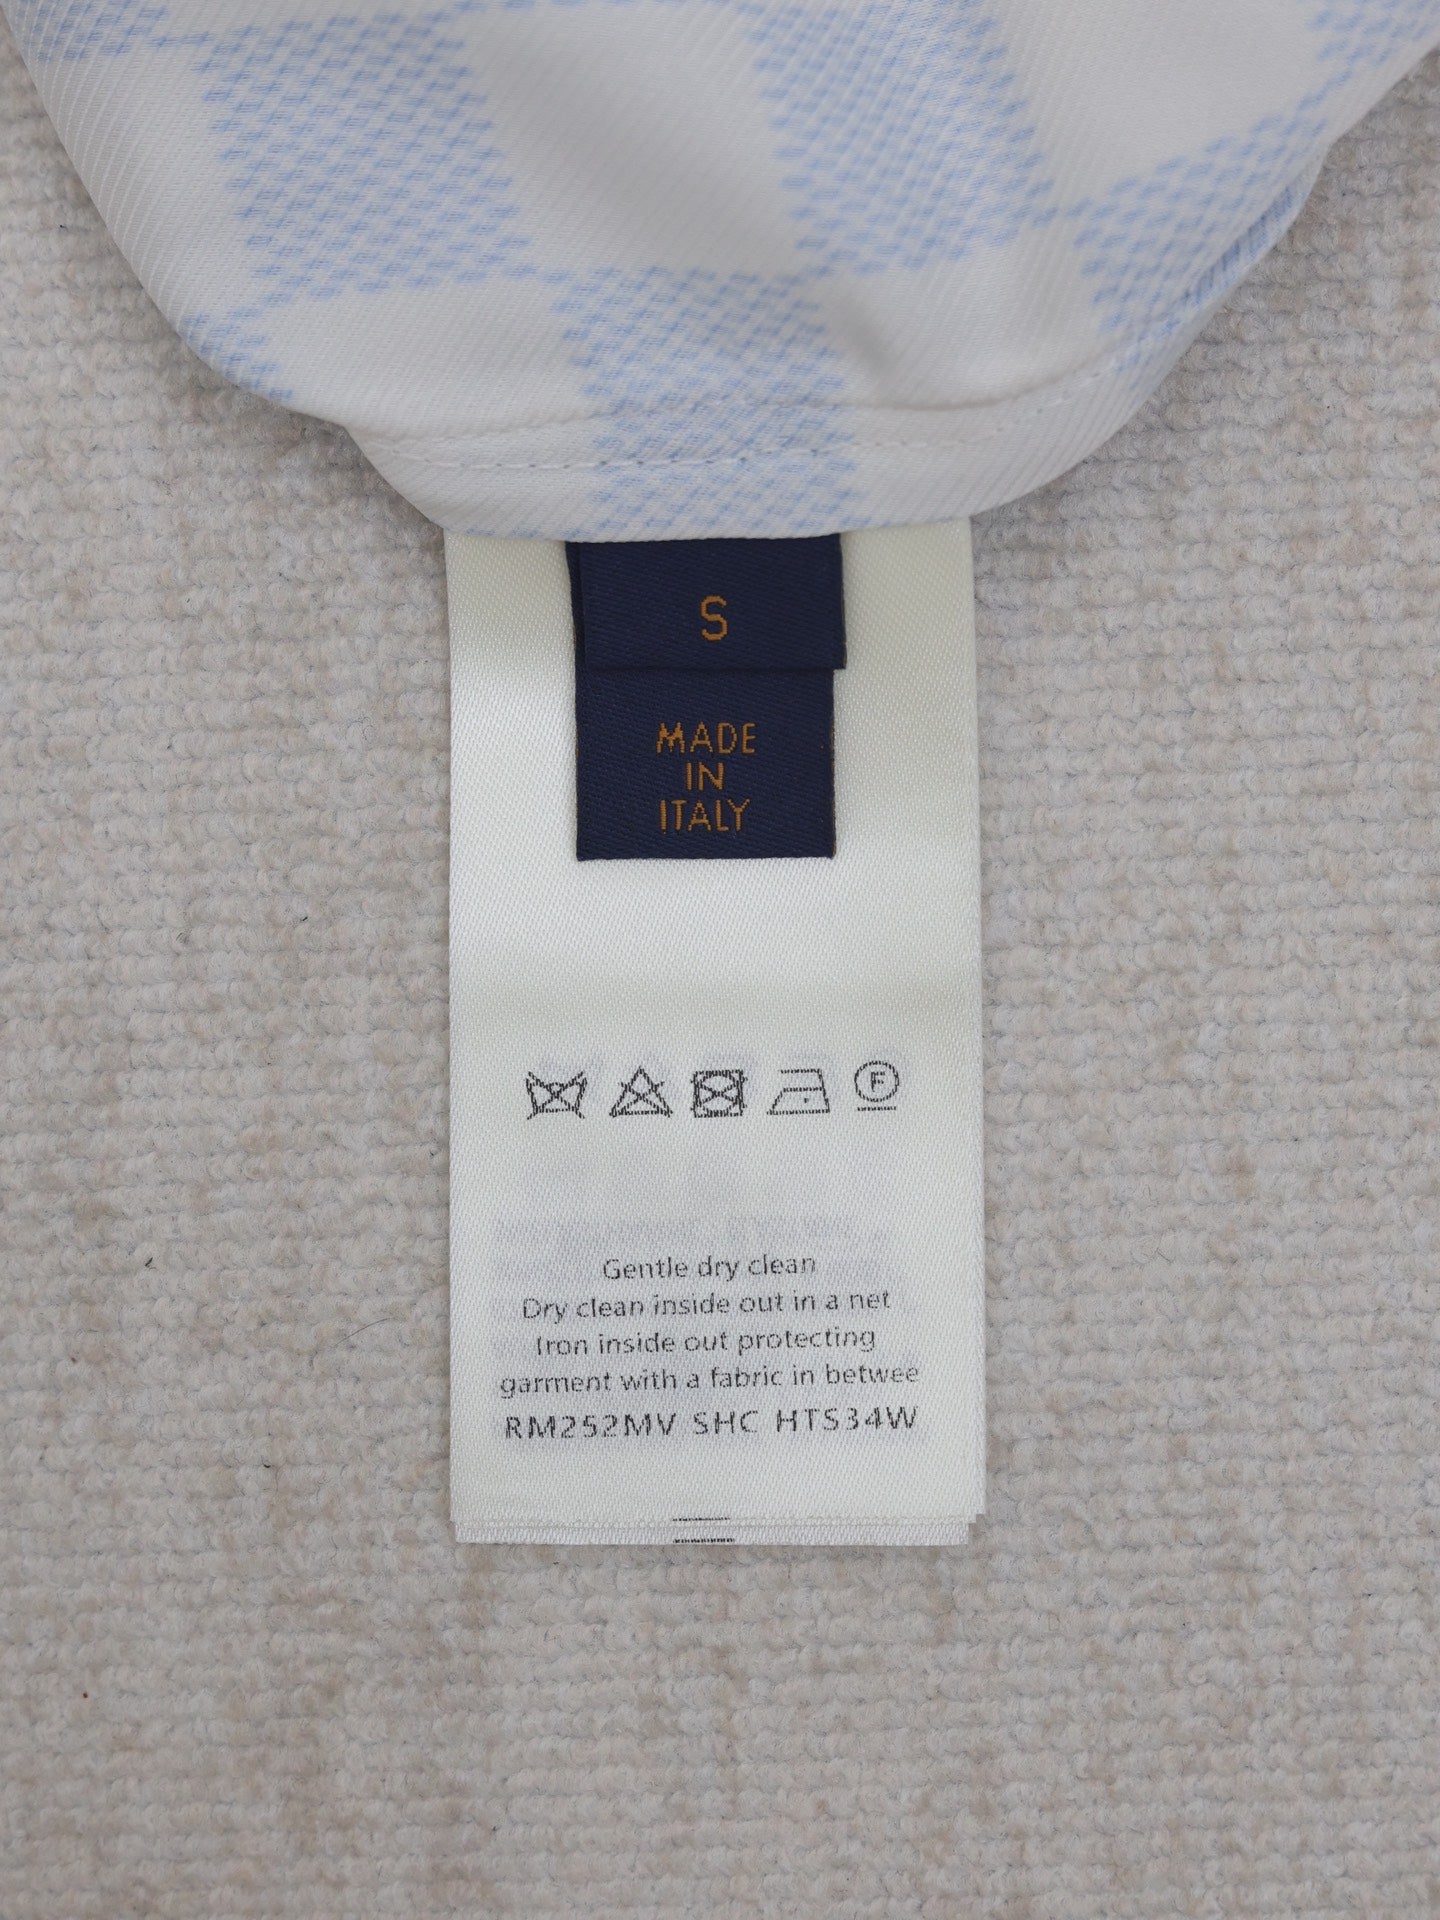 S
MADE
IN
ITALY
F
Gentle dry clean
Dry clean inside out in a net
Iron inside out protecting
garment with a fabric in betwee
RM252MV SHC HTS34W